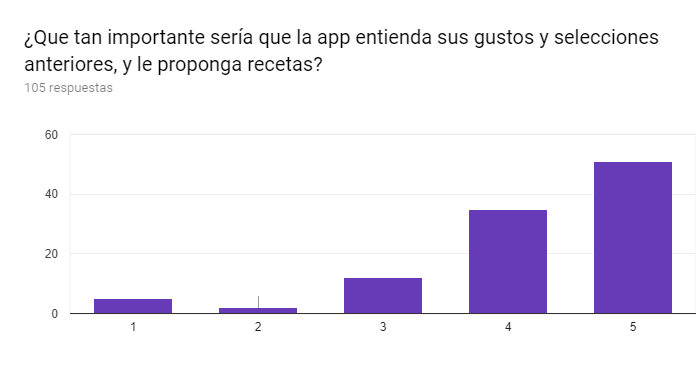 ¿Que tan importante sería que la app entienda sus gustos y selecciones
anteriores, y le proponga recetas?
105 respuestas
60
40
20
0
1 2 3 4 5